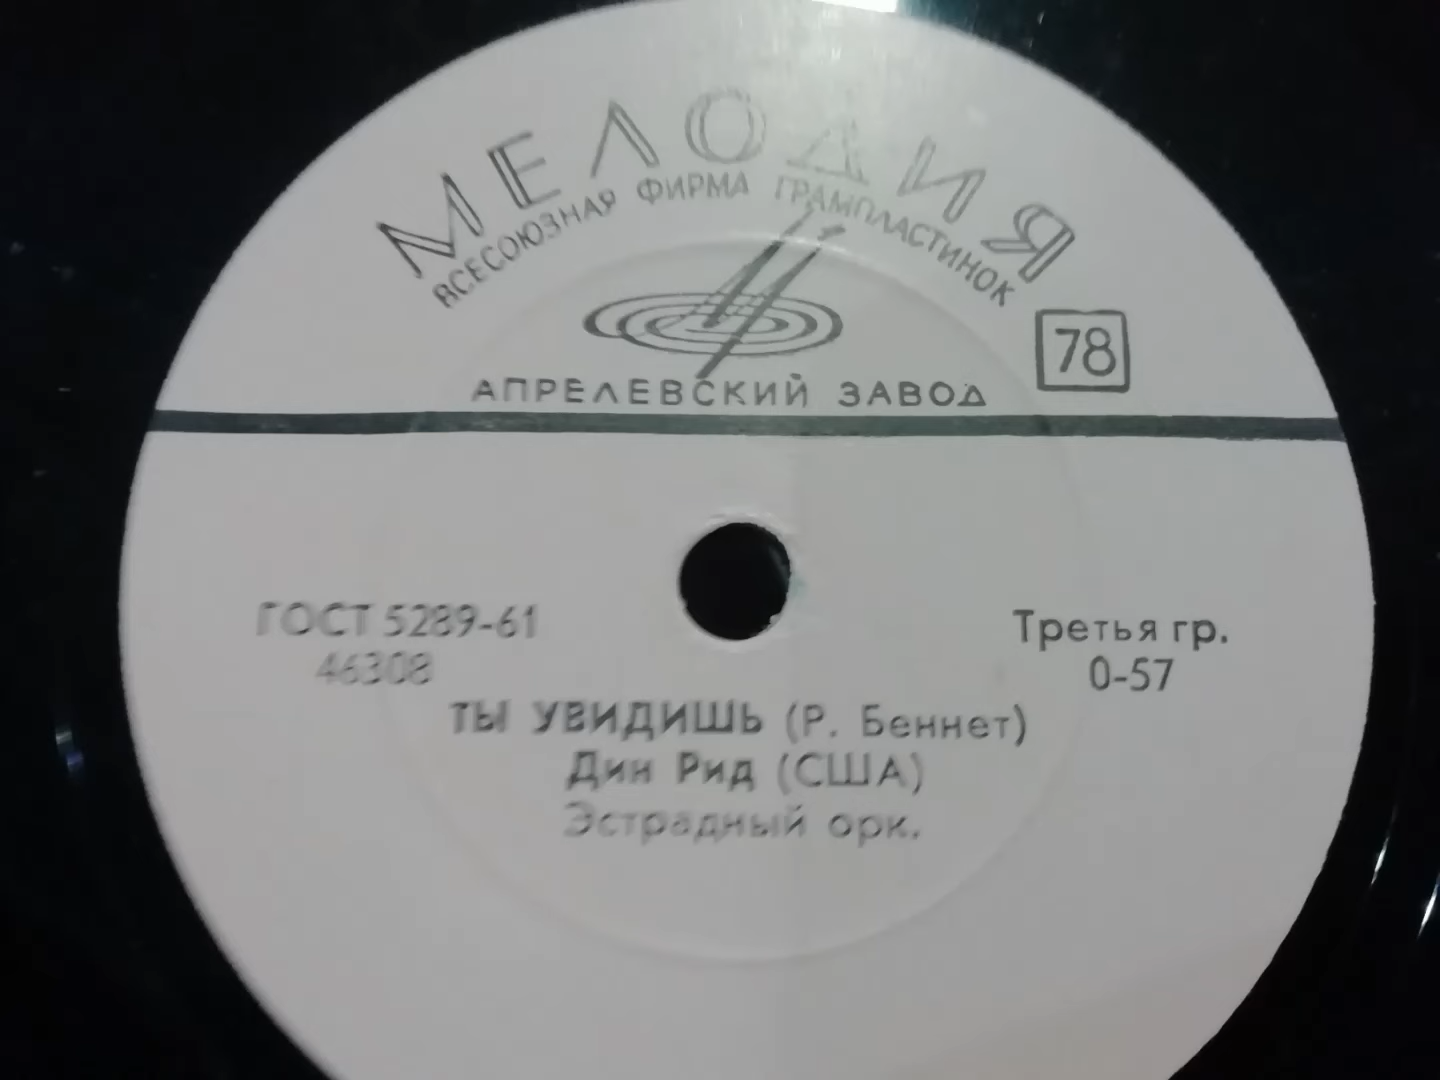 МЕЛОДИЯ
ВСЕСОЮЗНАЯ ФИРМА ГРАМПЛАСТИНОК
78
АПРЕЛЕВСКИЙ ЗАВОД
ГОСТ 5289-61
Третья гр.
46308
0-57
ТЫ УВИДИШЬ (Р. Беннет)
Дин Рид (США)
Эстрадный орк.